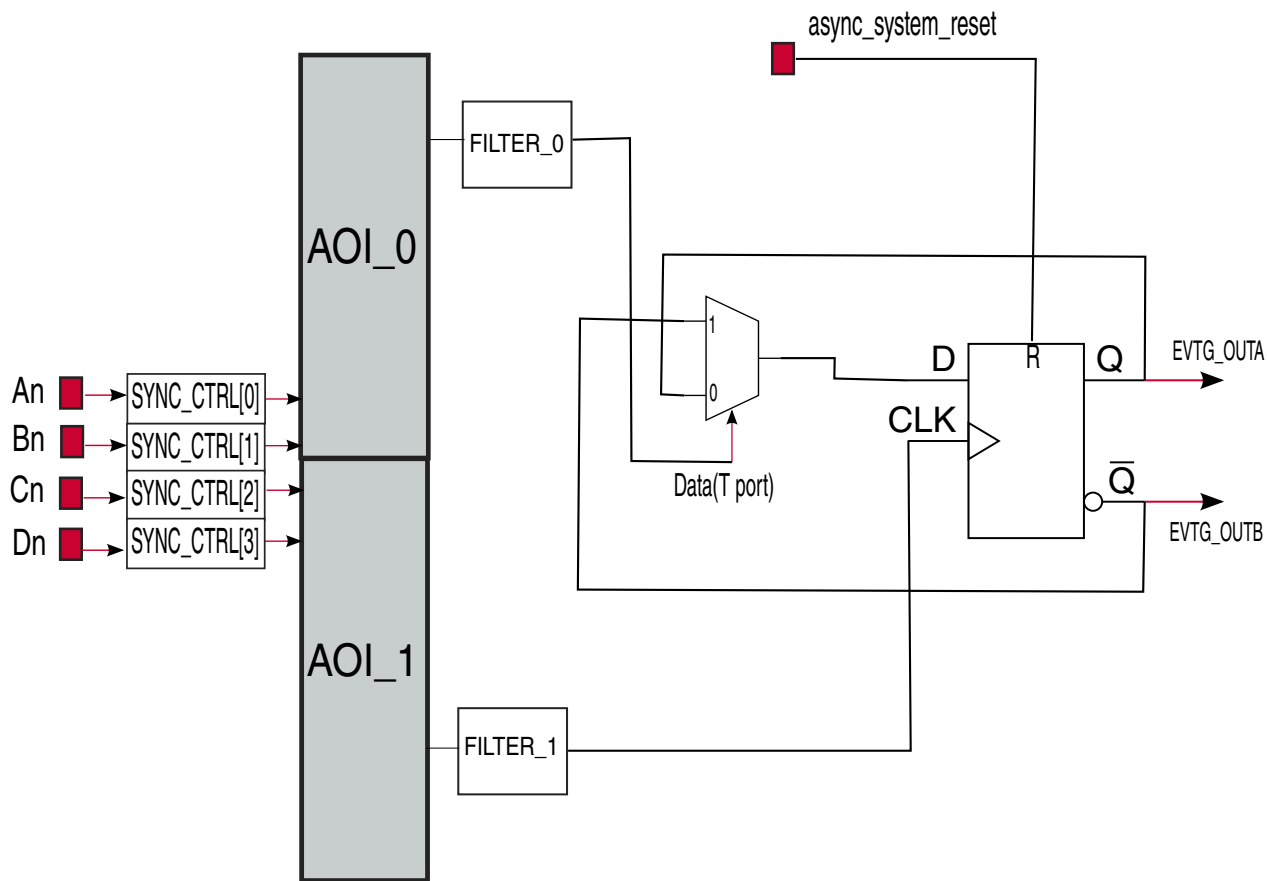 async_system_reset
FILTER_0
AOI_0
1
0
D
R
Q
EVTG_OUTA
An
SYNC_CTRL[0]
Bn
SYNC_CTRL[1]
CLK
Cn
SYNC_CTRL[2]
Data(T port)
Q̅
Dn
SYNC_CTRL[3]
EVTG_OUTB
AOI_1
FILTER_1